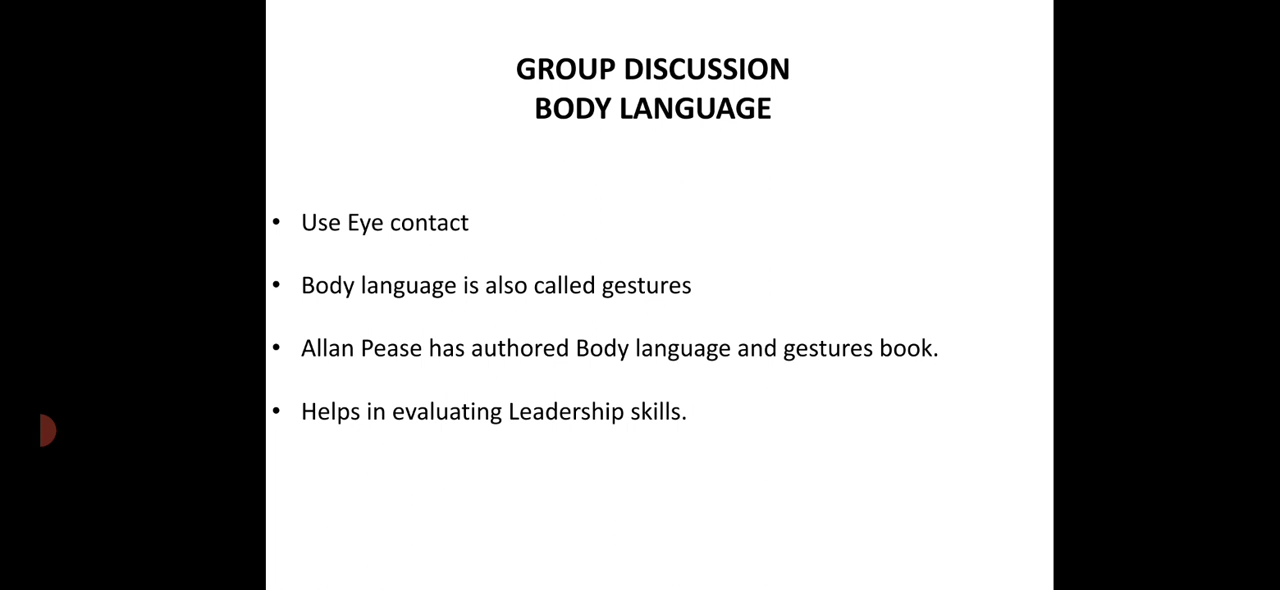 GROUP DISCUSSION
BODY LANGUAGE
• Use Eye contact
• Body language is also called gestures
• Allan Pease has authored Body language and gestures book.
• Helps in evaluating Leadership skills.